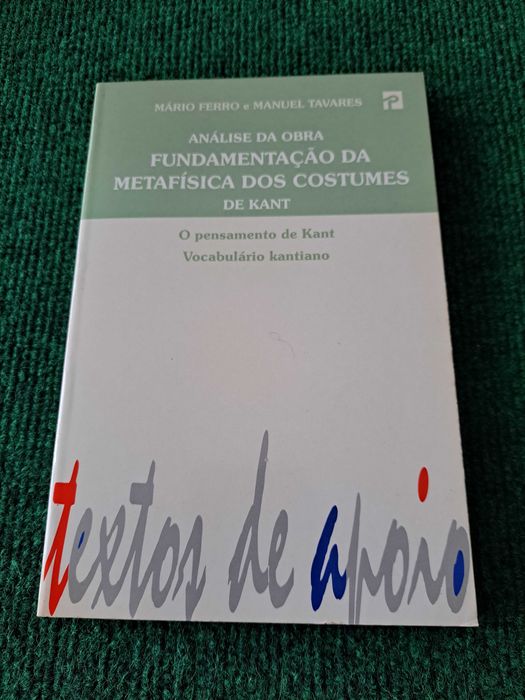 MÁRIO FERRO e MANUEL TAVARES
ANÁLISE DA OBRA
FUNDAMENTAÇÃO DA
METAFÍSICA DOS COSTUMES
DE KANT
O pensamento de Kant
Vocabulário kantiano
textos de apoio